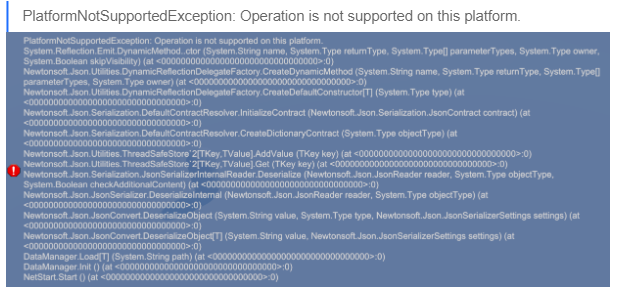 PlatformNotSupportedException: Operation is not supported on this platform.
PlatformNotSupportedException: Operation is not supported on this platform.
System.Reflection.Emit.DynamicMethod..ctor (System.String name, System.Type returnType, System.Type[] parameterTypes, System.Type owner,
System.Boolean skipVisibility) (at <00000000000000000000000000000000>:0)
Newtonsoft.Json.Utilities.DynamicReflectionDelegateFactory.CreateDynamicMethod (System.String name, System.Type returnType, System.Type[]
parameterTypes, System.Type owner) (at <00000000000000000000000000000000>:0)
Newtonsoft.Json.Utilities.DynamicReflectionDelegateFactory.CreateDefaultConstructor[T] (System.Type type) (at
<00000000000000000000000000000000>:0)
Newtonsoft.Json.Serialization.DefaultContractResolver.InitializeContract (Newtonsoft.Json.Serialization.JsonContract contract) (at
<00000000000000000000000000000000>:0)
Newtonsoft.Json.Serialization.DefaultContractResolver.CreateDictionaryContract (System.Type objectType) (at
<00000000000000000000000000000000>:0)
Newtonsoft.Json.Utilities.ThreadSafeStore`2[TKey,TValue].AddValue (TKey key) (at <00000000000000000000000000000000>:0)
Newtonsoft.Json.Utilities.ThreadSafeStore`2[TKey,TValue].Get (TKey key) (at <00000000000000000000000000000000>:0)
Newtonsoft.Json.Serialization.JsonSerializerInternalReader.Deserialize (Newtonsoft.Json.JsonReader reader, System.Type objectType,
System.Boolean checkAdditionalContent) (at <00000000000000000000000000000000>:0)
Newtonsoft.Json.JsonSerializer.DeserializeInternal (Newtonsoft.Json.JsonReader reader, System.Type objectType) (at
<00000000000000000000000000000000>:0)
Newtonsoft.Json.JsonConvert.DeserializeObject (System.String value, System.Type type, Newtonsoft.Json.JsonSerializerSettings settings) (at
<00000000000000000000000000000000>:0)
Newtonsoft.Json.JsonConvert.DeserializeObject[T] (System.String value, Newtonsoft.Json.JsonSerializerSettings settings) (at
<00000000000000000000000000000000>:0)
DataManager.Load[T] (System.String path) (at <00000000000000000000000000000000>:0)
DataManager.Init () (at <00000000000000000000000000000000>:0)
NetStart.Start () (at <00000000000000000000000000000000>:0)